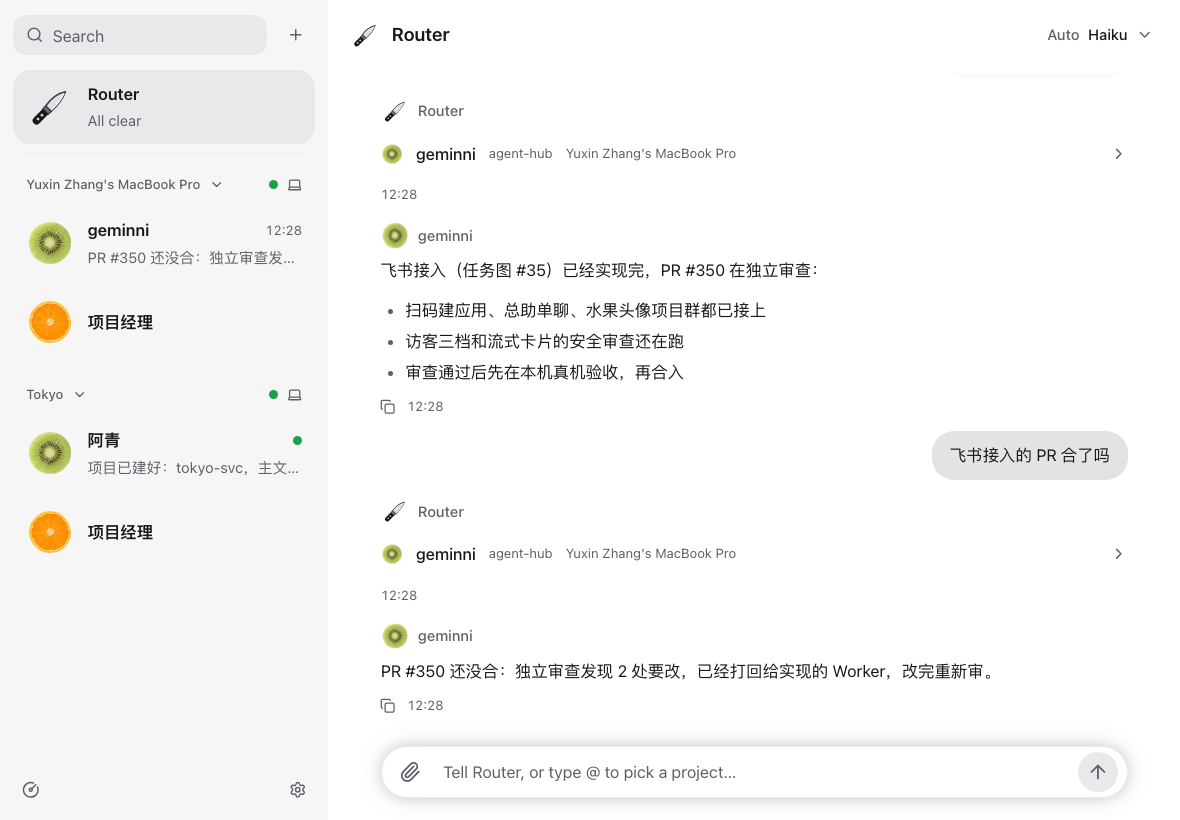 Search
Router
All clear
Yuxin Zhang's MacBook Pro
geminni
12:28
PR #350 还没合：独立审查发...
项目经理
Tokyo
阿青
项目已建好：tokyo-svc，主文...
项目经理
Router
Auto Haiku
Router
geminni agent-hub Yuxin Zhang's MacBook Pro
12:28
geminni
飞书接入（任务图 #35）已经实现完，PR #350 在独立审查：
• 扫码建应用、总助单聊、水果头像项目群都已接上
• 访客三档和流式卡片的安全审查还在跑
• 审查通过后先在本机真机验收，再合入
12:28
飞书接入的 PR 合了吗
Router
geminni agent-hub Yuxin Zhang's MacBook Pro
12:28
geminni
PR #350 还没合：独立审查发现 2 处要改，已经打回给实现的 Worker，改完重新审。
12:28
Tell Router, or type @ to pick a project...